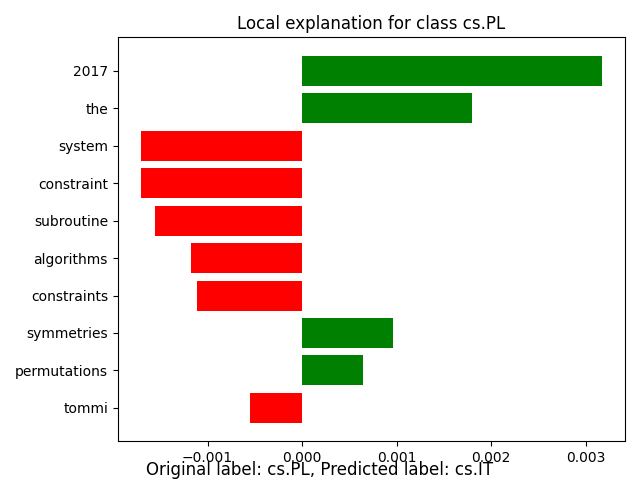 Local explanation for class cs.PL
2017
the
system
constraint
subroutine
algorithms
constraints
symmetries
permutations
tommi
−0.001 0.000 0.001 0.002 0.003
Original label: cs.PL, Predicted label: cs.IT